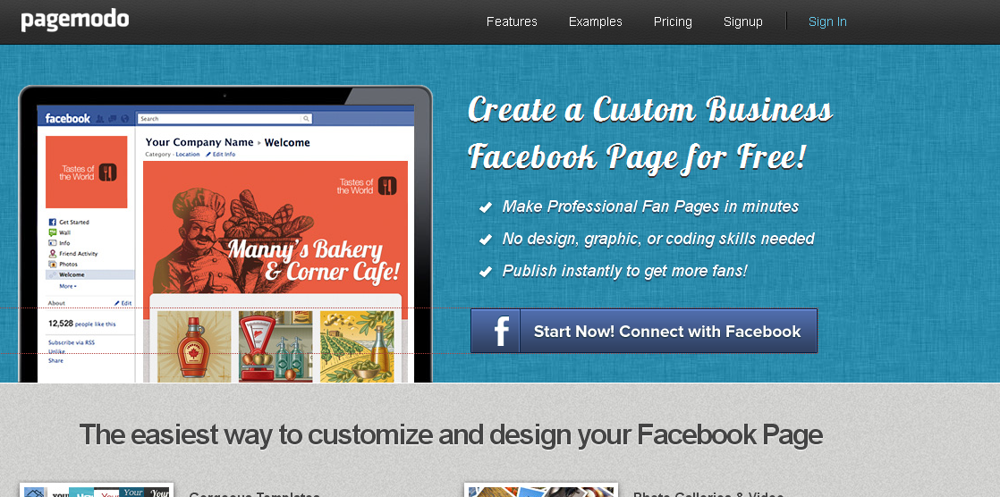 pagemodo
Features
Examples
Pricing
Signup
Sign In
facebook
Search
Tastes of
the World
Your Company Name ▸ Welcome
Category - Location
Edit Info
Tastes of
the World
Get Started
Wall
Info
Friend Activity
Photos
Welcome
More
About
Edit
12,528 people like this
Subscribe via RSS
Unlike
Share
Manny's Bakery
& Corner Cafe!
Create a Custom Business
Facebook Page for Free!
Make Professional Fan Pages in minutes
No design, graphic, or coding skills needed
Publish instantly to get more fans!
f
Start Now! Connect with Facebook
The easiest way to customize and design your Facebook Page
Your
Your
Gorgeous Templates
Photo Galleries & Video